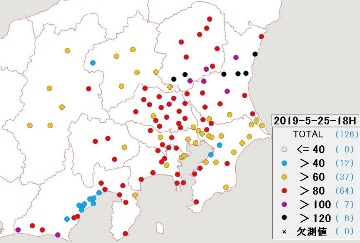 2019-5-25-18H
TOTAL (126)
<= 40 ( 0)
> 40 (12)
> 60 (37)
> 80 (64)
> 100 ( 7)
> 120 ( 6)
× 欠測値 ( 0)